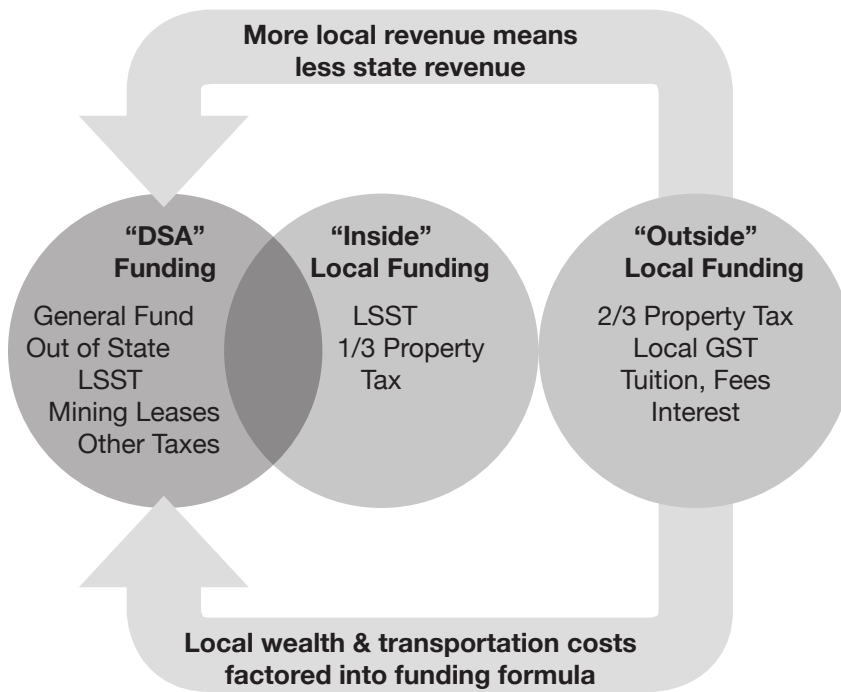 More local revenue means
less state revenue
“DSA”
Funding
General Fund
Out of State
LSST
Mining Leases
Other Taxes
“Inside”
Local Funding
LSST
1/3 Property
Tax
“Outside”
Local Funding
2/3 Property Tax
Local GST
Tuition, Fees
Interest
Local wealth & transportation costs
factored into funding formula